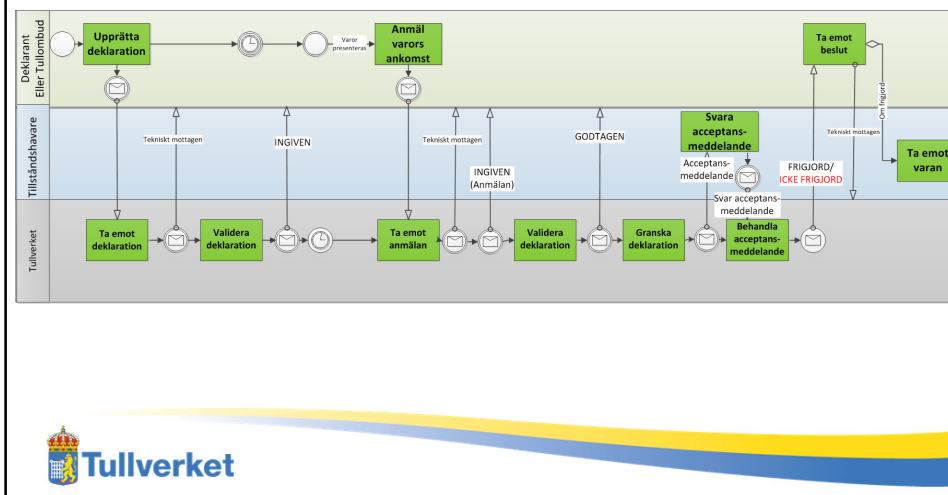 Deklarant
Eller Tullombud
Upprätta
deklaration
Varor
presenteras
Anmäl
varors
ankomst
Ta emot
beslut
Om frigjord
Tillståndshavare
Tekniskt mottagen
INGIVEN
Tekniskt mottagen
INGIVEN
(Anmälan)
GODTAGEN
Svara
acceptans-
meddelande
Acceptans-
meddelande
Svar acceptans-
meddelande
FRIGJORD/
ICKE FRIGJORD
Tekniskt mottagen
Ta emot
varan
Tullverket
Ta emot
deklaration
Validera
deklaration
Ta emot
anmälan
Validera
deklaration
Granska
deklaration
Behandla
acceptans-
meddelande
Tullverket